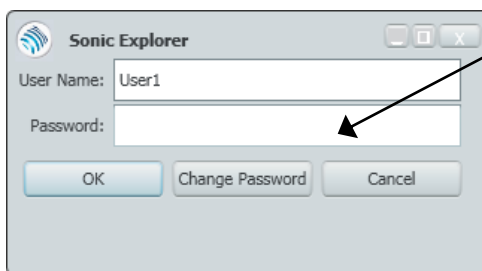 Sonic Explorer
User Name: User1
Password:
OK Change Password Cancel